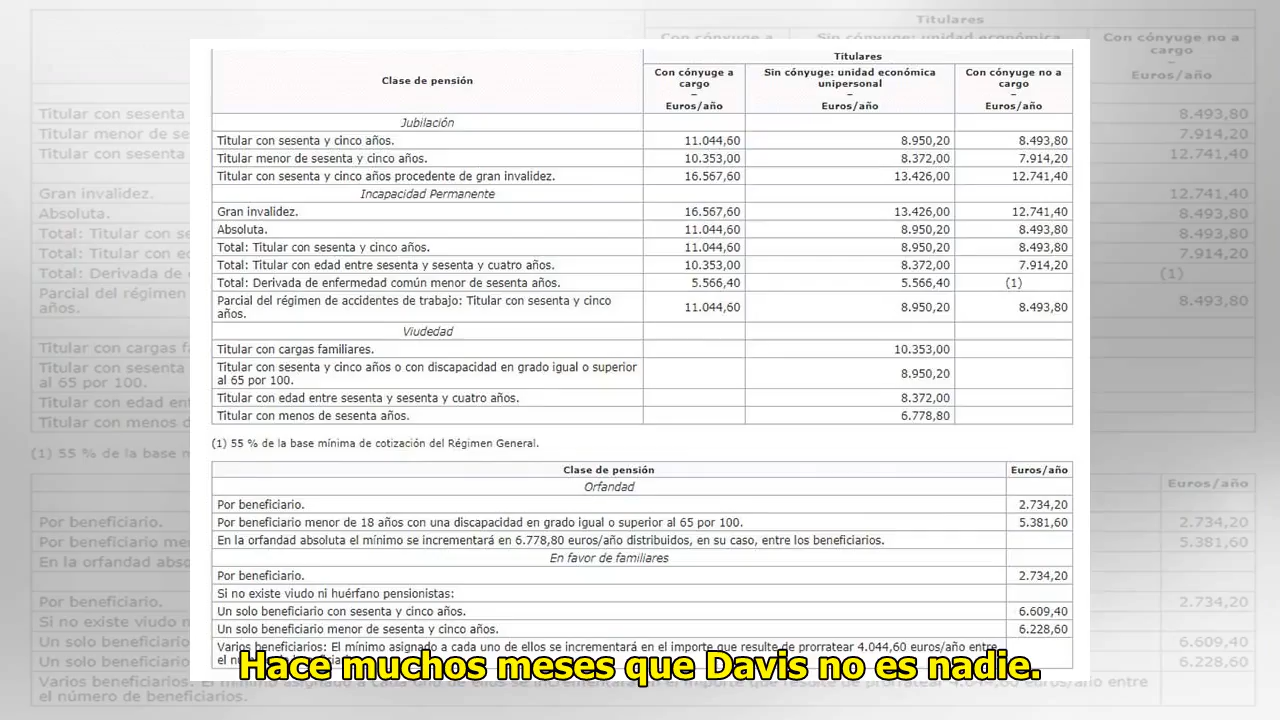 Titulares
Clase de pensión
Con cónyuge a cargo – Euros/año
Sin cónyuge: unidad económica unipersonal – Euros/año
Con cónyuge no a cargo – Euros/año
Jubilación
Titular con sesenta y cinco años. 11.044,60 8.950,20 8.493,80
Titular menor de sesenta y cinco años. 10.353,00 8.372,00 7.914,20
Titular con sesenta y cinco años procedente de gran invalidez. 16.567,60 13.426,00 12.741,40
Incapacidad Permanente
Gran invalidez. 16.567,60 13.426,00 12.741,40
Absoluta. 11.044,60 8.950,20 8.493,80
Total: Titular con sesenta y cinco años. 11.044,60 8.950,20 8.493,80
Total: Titular con edad entre sesenta y sesenta y cuatro años. 10.353,00 8.372,00 7.914,20
Total: Derivada de enfermedad común menor de sesenta años. 5.566,40 5.566,40 (1)
Parcial del régimen de accidentes de trabajo: Titular con sesenta y cinco
años. 11.044,60 8.950,20 8.493,80
Viudedad
Titular con cargas familiares. 10.353,00
Titular con sesenta y cinco años o con discapacidad en grado igual o superior
al 65 por 100. 8.950,20
Titular con edad entre sesenta y sesenta y cuatro años. 8.372,00
Titular con menos de sesenta años. 6.778,80
(1) 55 % de la base mínima de cotización del Régimen General.
Clase de pensión Euros/año
Orfandad
Por beneficiario. 2.734,20
Por beneficiario menor de 18 años con una discapacidad en grado igual o superior al 65 por 100. 5.381,60
En la orfandad absoluta el mínimo se incrementará en 6.778,80 euros/año distribuidos, en su caso, entre los beneficiarios.
En favor de familiares
Por beneficiario. 2.734,20
Si no existe viudo ni huérfano pensionistas:
Un solo beneficiario con sesenta y cinco años. 6.609,40
Un solo beneficiario menor de sesenta y cinco años. 6.228,60
Varios beneficiarios: El mínimo asignado a cada uno de ellos se incrementará en el importe que resulte de prorratear 4.044,60 euros/año entre
Hace muchos meses que Davis no es nadie.